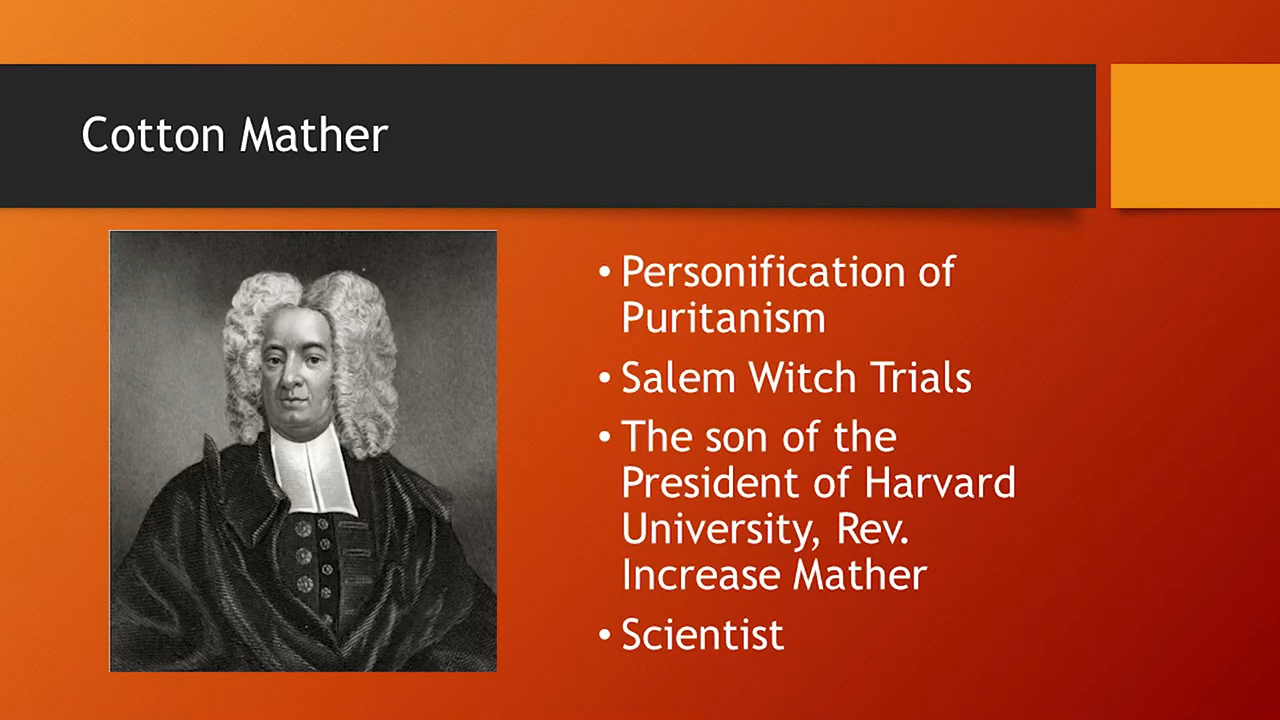 Cotton Mather
• Personification of
Puritanism
• Salem Witch Trials
• The son of the
President of Harvard
University, Rev.
Increase Mather
• Scientist